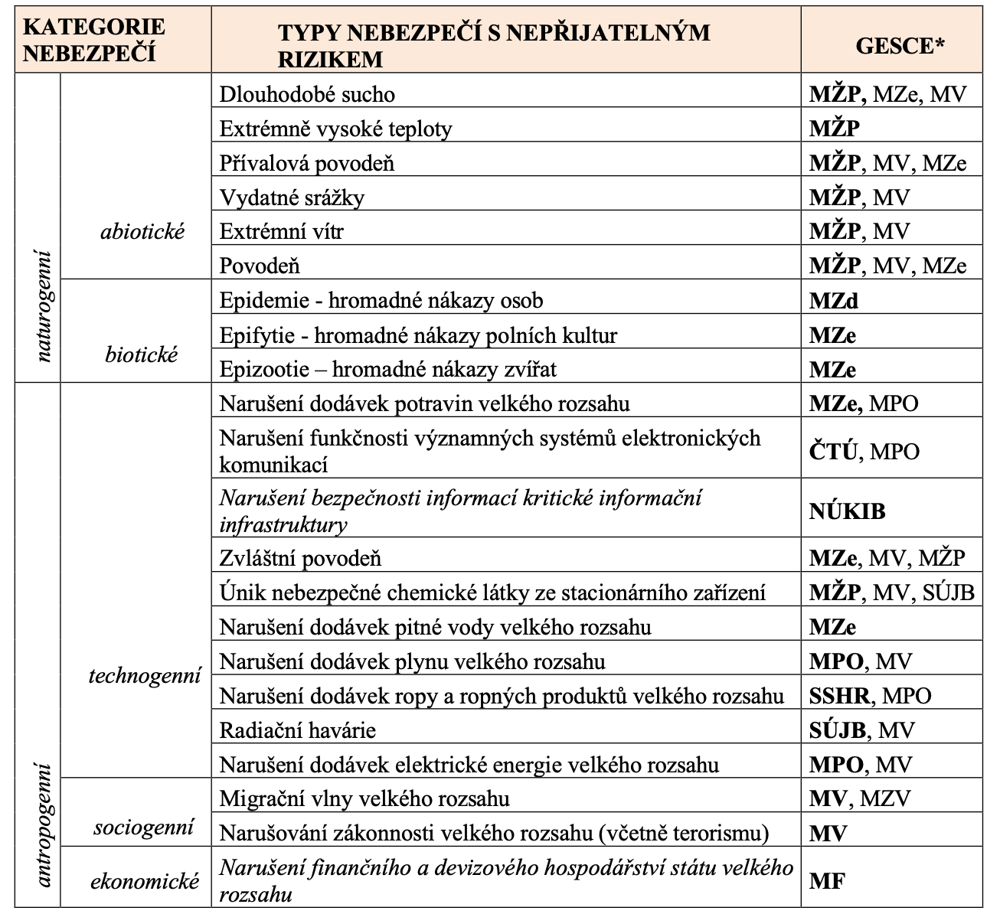 KATEGORIE
NEBEZPEČÍ
TYPY NEBEZPEČÍ S NEPŘIJATELNÝM
RIZIKEM
GESCE*
naturogenní
abiotické
Dlouhodobé sucho
MŽP, MZe, MV
Extrémně vysoké teploty
MŽP
Přívalová povodeň
MŽP, MV, MZe
Vydatné srážky
MŽP, MV
Extrémní vítr
MŽP, MV
Povodeň
MŽP, MV, MZe
biotické
Epidemie - hromadné nákazy osob
MZd
Epifytie - hromadné nákazy polních kultur
MZe
Epizootie – hromadné nákazy zvířat
MZe
antropogenní
technogenní
Narušení dodávek potravin velkého rozsahu
MZe, MPO
Narušení funkčnosti významných systémů elektronických
komunikací
ČTÚ, MPO
Narušení bezpečnosti informací kritické informační
infrastruktury
NÚKIB
Zvláštní povodeň
MZe, MV, MŽP
Únik nebezpečné chemické látky ze stacionárního zařízení
MŽP, MV, SÚJB
Narušení dodávek pitné vody velkého rozsahu
MZe
Narušení dodávek plynu velkého rozsahu
MPO, MV
Narušení dodávek ropy a ropných produktů velkého rozsahu
SSHR, MPO
Radiační havárie
SÚJB, MV
Narušení dodávek elektrické energie velkého rozsahu
MPO, MV
sociogenní
Migrační vlny velkého rozsahu
MV, MZV
Narušování zákonnosti velkého rozsahu (včetně terorismu)
MV
ekonomické
Narušení finančního a devizového hospodářství státu velkého
rozsahu
MF